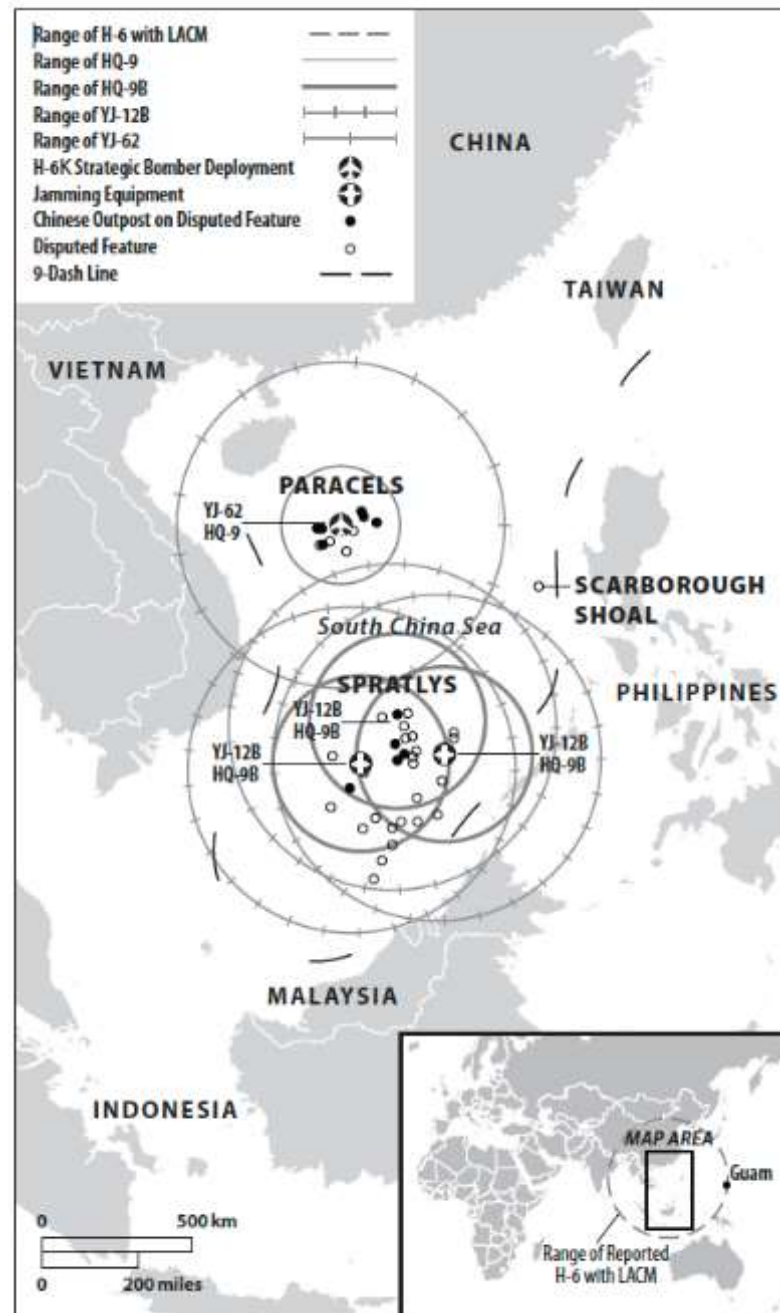 Range of H-6 with LACM
Range of HQ-9
Range of HQ-9B
Range of YJ-12B
Range of YJ-62
H-6K Strategic Bomber Deployment
Jamming Equipment
Chinese Outpost on Disputed Feature
Disputed Feature
9-Dash Line
CHINA
TAIWAN
VIETNAM
PARACELS
YJ-62
HQ-9
SCARBOROUGH
SHOAL
South China Sea
SPRATLYS
PHILIPPINES
YJ-12B
HQ-9B
YJ-12B
HQ-9B
YJ-12B
HQ-9B
MALAYSIA
INDONESIA
MAP AREA
Guam
Range of Reported
H-6 with LACM
0 500 km
0 200 miles